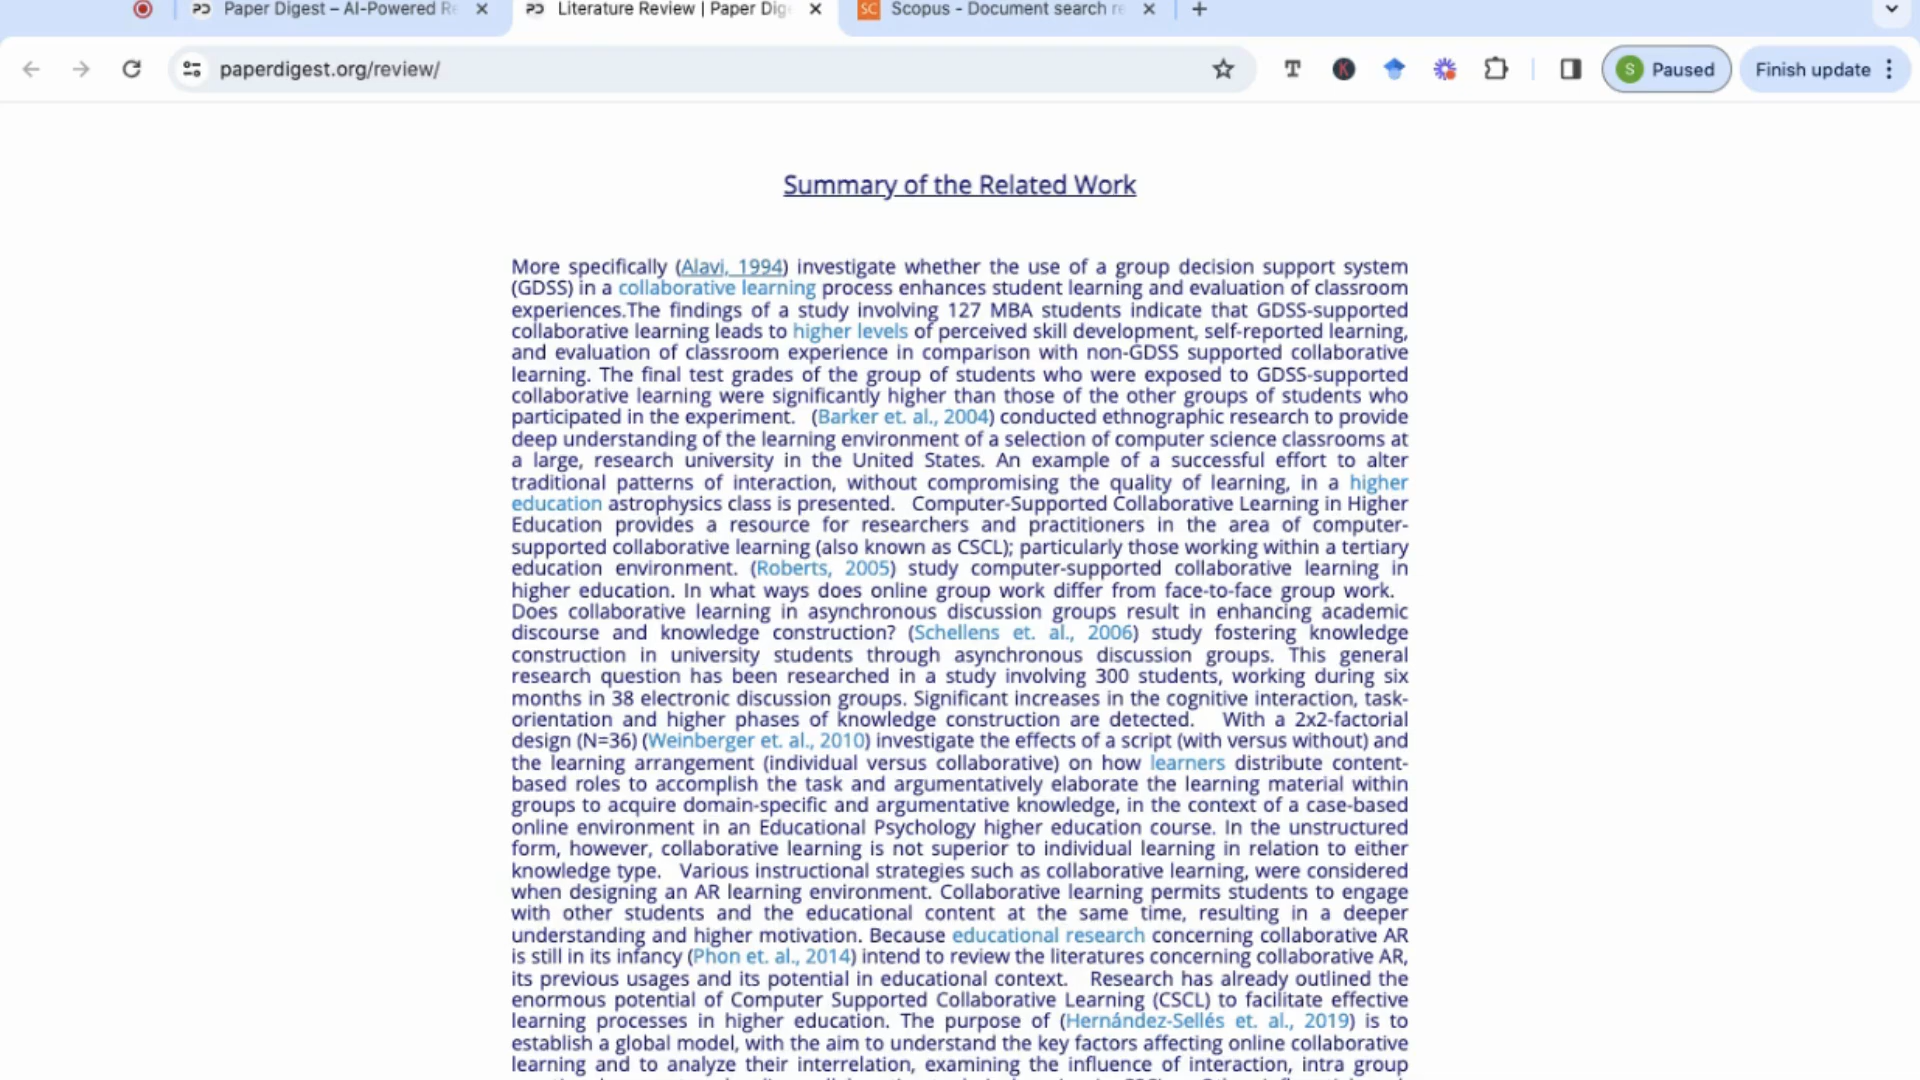 Paper Digest – AI-Powered Re
Literature Review | Paper Dig
SC Scopus - Document search re
paperdigest.org/review/
S Paused
Finish update
Summary of the Related Work
More specifically (Alavi, 1994) investigate whether the use of a group decision support system
(GDSS) in a collaborative learning process enhances student learning and evaluation of classroom
experiences.The findings of a study involving 127 MBA students indicate that GDSS-supported
collaborative learning leads to higher levels of perceived skill development, self-reported learning,
and evaluation of classroom experience in comparison with non-GDSS supported collaborative
learning. The final test grades of the group of students who were exposed to GDSS-supported
collaborative learning were significantly higher than those of the other groups of students who
participated in the experiment. (Barker et. al., 2004) conducted ethnographic research to provide
deep understanding of the learning environment of a selection of computer science classrooms at
a large, research university in the United States. An example of a successful effort to alter
traditional patterns of interaction, without compromising the quality of learning, in a higher
education astrophysics class is presented. Computer-Supported Collaborative Learning in Higher
Education provides a resource for researchers and practitioners in the area of computer-
supported collaborative learning (also known as CSCL); particularly those working within a tertiary
education environment. (Roberts, 2005) study computer-supported collaborative learning in
higher education. In what ways does online group work differ from face-to-face group work.
Does collaborative learning in asynchronous discussion groups result in enhancing academic
discourse and knowledge construction? (Schellens et. al., 2006) study fostering knowledge
construction in university students through asynchronous discussion groups. This general
research question has been researched in a study involving 300 students, working during six
months in 38 electronic discussion groups. Significant increases in the cognitive interaction, task-
orientation and higher phases of knowledge construction are detected. With a 2x2-factorial
design (N=36) (Weinberger et. al., 2010) investigate the effects of a script (with versus without) and
the learning arrangement (individual versus collaborative) on how learners distribute content-
based roles to accomplish the task and argumentatively elaborate the learning material within
groups to acquire domain-specific and argumentative knowledge, in the context of a case-based
online environment in an Educational Psychology higher education course. In the unstructured
form, however, collaborative learning is not superior to individual learning in relation to either
knowledge type. Various instructional strategies such as collaborative learning, were considered
when designing an AR learning environment. Collaborative learning permits students to engage
with other students and the educational content at the same time, resulting in a deeper
understanding and higher motivation. Because educational research concerning collaborative AR
is still in its infancy (Phon et. al., 2014) intend to review the literatures concerning collaborative AR,
its previous usages and its potential in educational context. Research has already outlined the
enormous potential of Computer Supported Collaborative Learning (CSCL) to facilitate effective
learning processes in higher education. The purpose of (Hernández-Sellés et. al., 2019) is to
establish a global model, with the aim to understand the key factors affecting online collaborative
learning and to analyze their interrelation, examining the influence of interaction, intra group